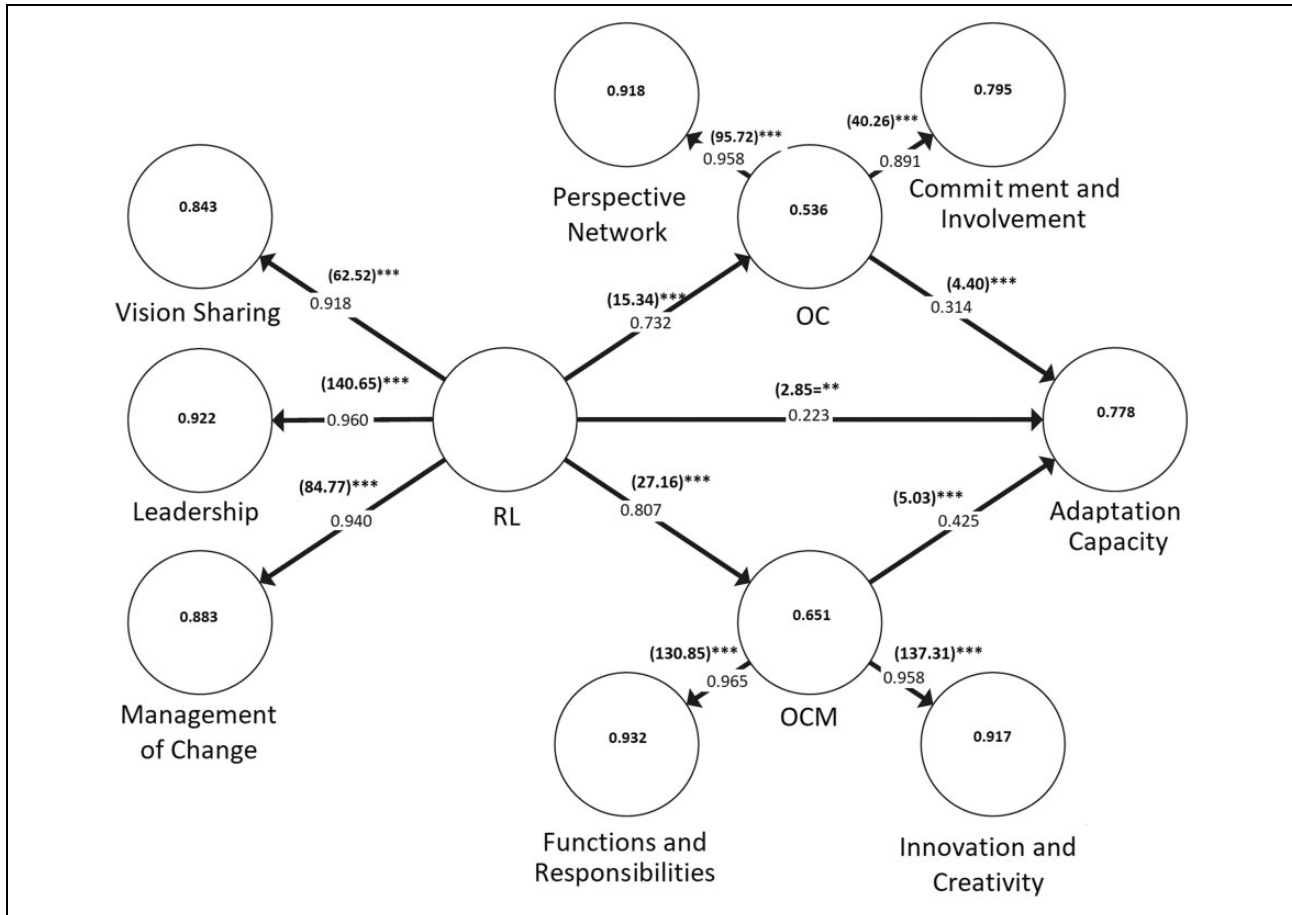 0.918
0.795
(95.72)***
0.958
(40.26)***
0.891
Perspective
Network
0.536
Commitment and
Involvement
0.843
(62.52)***
0.918
Vision Sharing
(15.34)***
0.732
OC
(4.40)***
0.314
(140.65)***
0.922
0.960
Leadership
(2.85=**
0.223
0.778
Adaptation
Capacity
(84.77)***
0.940
RL
(27.16)***
0.807
(5.03)***
0.425
0.883
Management
of Change
0.651
(130.85)***
0.965
(137.31)***
0.958
OCM
0.932
0.917
Functions and
Responsibilities
Innovation and
Creativity